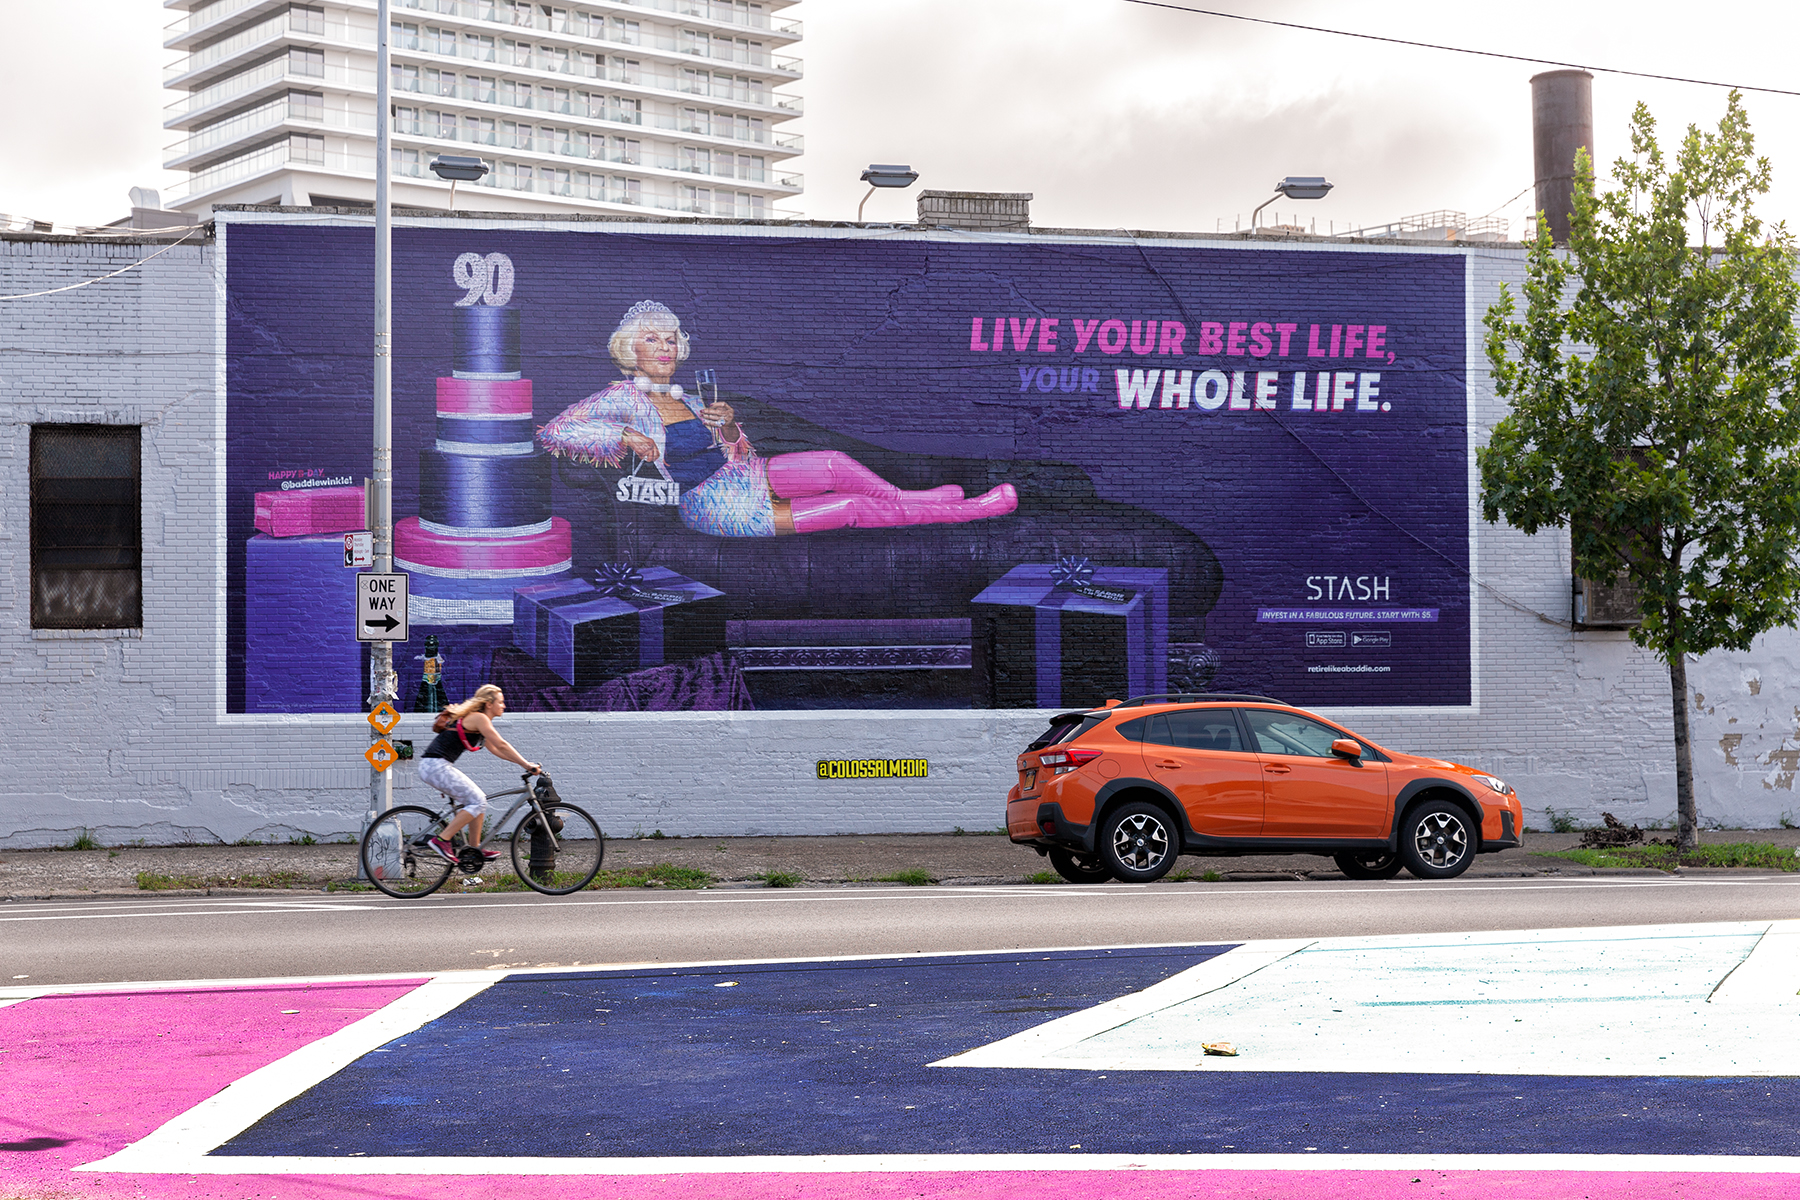 90
LIVE YOUR BEST LIFE,
YOUR WHOLE LIFE.
HAPPY B-DAY,
@baddiewinkle!
STASH
ONE
WAY
STASH
INVEST IN A FABULOUS FUTURE. START WITH $5.
App Store
Google Play
retirelikeabaddie.com
@COLOSSALMEDIA